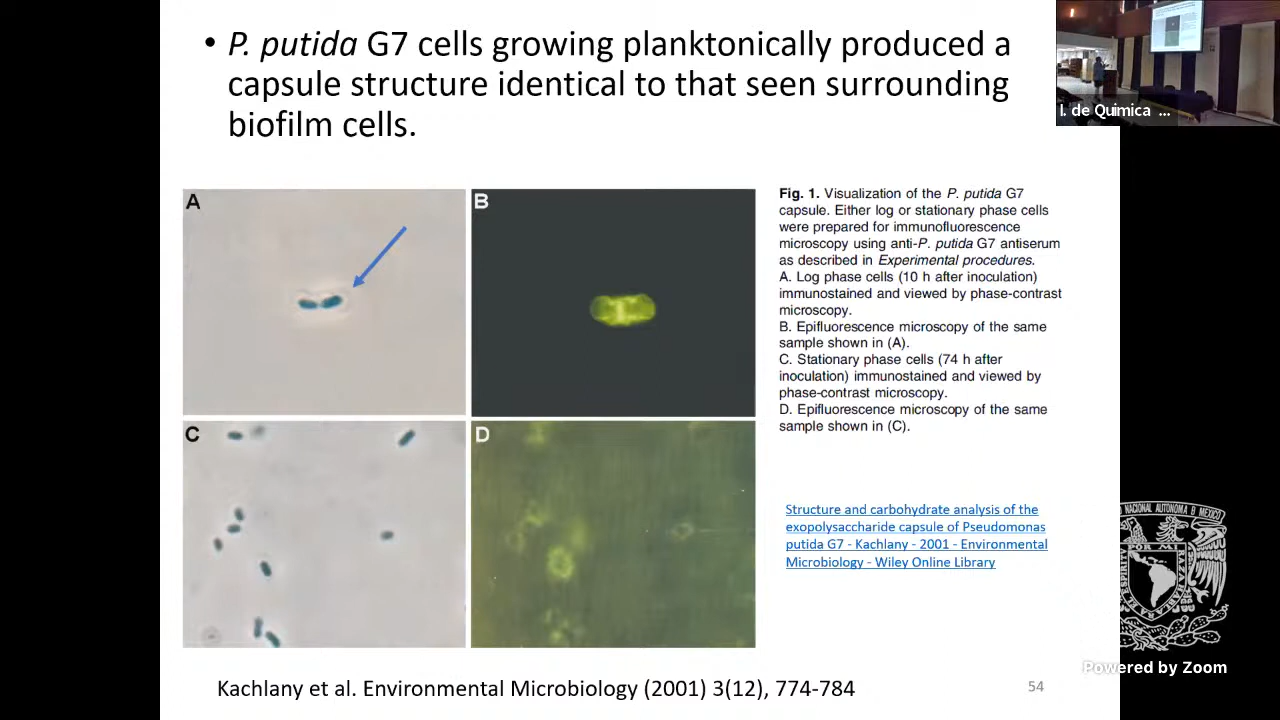 • P. putida G7 cells growing planktonically produced a
capsule structure identical to that seen surrounding
biofilm cells.
I. de Quimica ...
A
B
C
D
Fig. 1. Visualization of the P. putida G7
capsule. Either log or stationary phase cells
were prepared for immunofluorescence
microscopy using anti-P. putida G7 antiserum
as described in Experimental procedures.
A. Log phase cells (10 h after inoculation)
immunostained and viewed by phase-contrast
microscopy.
B. Epifluorescence microscopy of the same
sample shown in (A).
C. Stationary phase cells (74 h after
inoculation) immunostained and viewed by
phase-contrast microscopy.
D. Epifluorescence microscopy of the same
sample shown in (C).
Structure and carbohydrate analysis of the
exopolysaccharide capsule of Pseudomonas
putida G7 - Kachlany - 2001 - Environmental
Microbiology - Wiley Online Library
NACIONAL AUTONOMA
MEXICO
POR MI
ESPIRITU
Powered by Zoom
Kachlany et al. Environmental Microbiology (2001) 3(12), 774-784
54